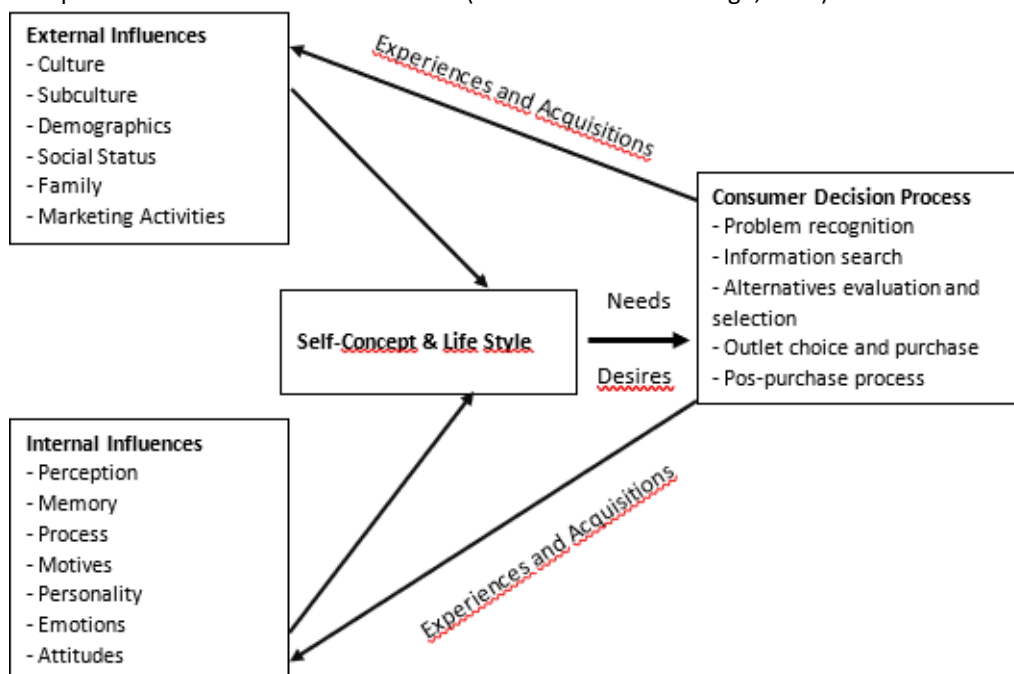 External Influences
- Culture
- Subculture
- Demographics
- Social Status
- Family
- Marketing Activities
Experiences and Acquisitions
Consumer Decision Process
- Problem recognition
- Information search
- Alternatives evaluation and
selection
- Outlet choice and purchase
- Pos-purchase process
Self-Concept & Life Style
Needs
Desires
Internal Influences
- Perception
- Memory
- Process
- Motives
- Personality
- Emotions
- Attitudes
Experiences and Acquisitions